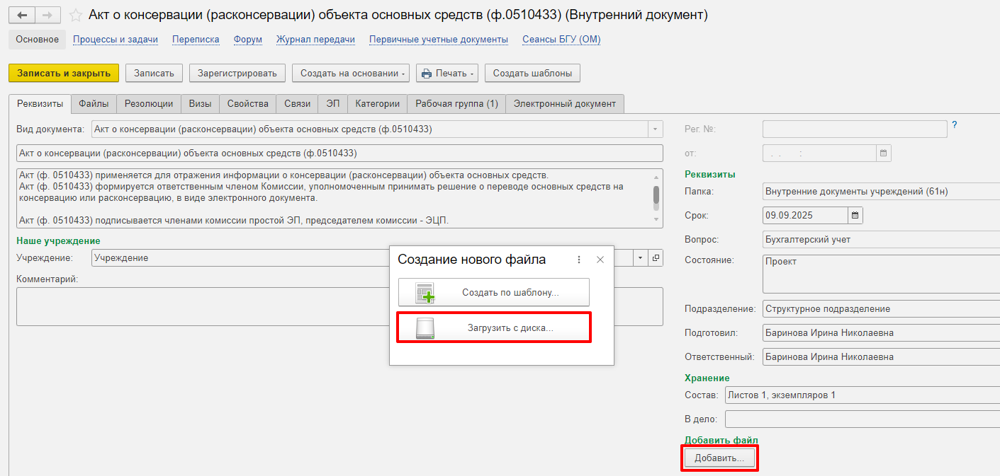 Акт о консервации (расконсервации) объекта основных средств (ф.0510433) (Внутренний документ)
Основное Процессы и задачи Переписка Форум Журнал передачи Первичные учетные документы Сеансы БГУ (ОМ)
Записать и закрыть Записать Зарегистрировать Создать на основании Печать Создать шаблоны
Реквизиты Файлы Резолюции Визы Свойства Связи ЭП Категории Рабочая группа (1) Электронный документ
Вид документа: Акт о консервации (расконсервации) объекта основных средств (ф.0510433)
Акт о консервации (расконсервации) объекта основных средств (ф.0510433)
Акт (ф. 0510433) применяется для отражения информации о консервации (расконсервации) объекта основных средств.
Акт (ф. 0510433) формируется ответственным членом Комиссии, уполномоченным принимать решение о переводе основных средств на
консервацию или расконсервацию, в виде электронного документа.
Акт (ф. 0510433) подписывается членами комиссии простой ЭП, председателем комиссии - ЭЦП.
Наше учреждение
Учреждение: Учреждение
Комментарий:
Создание нового файла
Создать по шаблону...
Загрузить с диска...
Рег. №: ?
от: . . :
Реквизиты
Папка: Внутренние документы учреждений (61н)
Срок: 09.09.2025
Вопрос: Бухгалтерский учет
Состояние: Проект
Подразделение: Структурное подразделение
Подготовил: Баринова Ирина Николаевна
Ответственный: Баринова Ирина Николаевна
Хранение
Состав: Листов 1, экземпляров 1
В дело:
Добавить файл
Добавить...